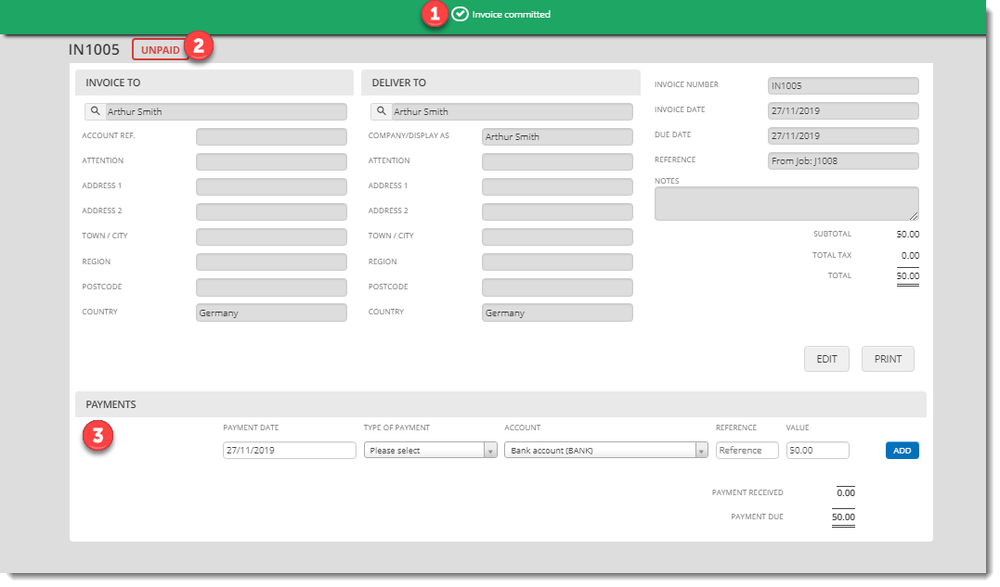 1 Invoice committed
IN1005 UNPAID 2
INVOICE TO
Arthur Smith
ACCOUNT REF.
ATTENTION
ADDRESS 1
ADDRESS 2
TOWN / CITY
REGION
POSTCODE
COUNTRY Germany
DELIVER TO
Arthur Smith
COMPANY/DISPLAY AS Arthur Smith
ATTENTION
ADDRESS 1
ADDRESS 2
TOWN / CITY
REGION
POSTCODE
COUNTRY Germany
INVOICE NUMBER IN1005
INVOICE DATE 27/11/2019
DUE DATE 27/11/2019
REFERENCE From Job: J1008
NOTES
SUBTOTAL 50.00
TOTAL TAX 0.00
TOTAL 50.00
EDIT PRINT
PAYMENTS
3
PAYMENT DATE TYPE OF PAYMENT ACCOUNT REFERENCE VALUE
27/11/2019 Please select Bank account (BANK) Reference 50.00 ADD
PAYMENT RECEIVED 0.00
PAYMENT DUE 50.00